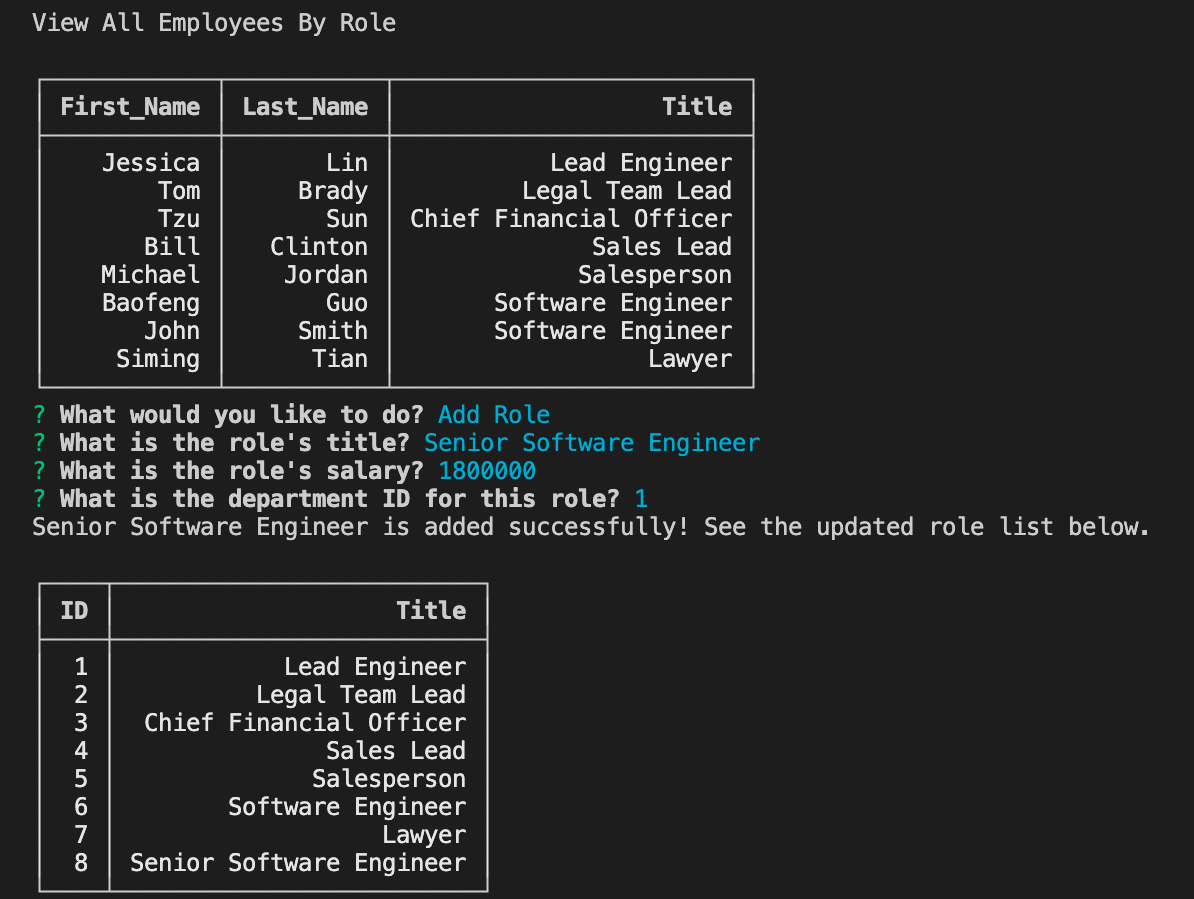 View All Employees By Role
First_Name Last_Name Title
Jessica Lin Lead Engineer
Tom Brady Legal Team Lead
Tzu Sun Chief Financial Officer
Bill Clinton Sales Lead
Michael Jordan Salesperson
Baofeng Guo Software Engineer
John Smith Software Engineer
Siming Tian Lawyer
? What would you like to do? Add Role
? What is the role's title? Senior Software Engineer
? What is the role's salary? 1800000
? What is the department ID for this role? 1
Senior Software Engineer is added successfully! See the updated role list below.
ID Title
1 Lead Engineer
2 Legal Team Lead
3 Chief Financial Officer
4 Sales Lead
5 Salesperson
6 Software Engineer
7 Lawyer
8 Senior Software Engineer